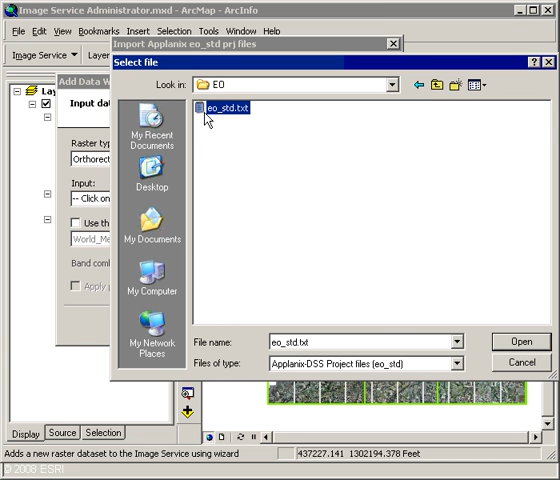 Image Service Administrator.mxd - ArcMap - ArcInfo
File Edit View Bookmarks Insert Selection Tools Window Help
Image Service
Layer
Import Applanix eo_std prj files
Select file
Look in: EO
eo_std.txt
My Recent
Documents
Desktop
My Documents
My Computer
My Network
Places
File name: eo_std.txt Open
Files of type: Applanix-DSS Project files (eo_std) Cancel
Add Data W
Input da
Raster typ
Orthorect
Input:
-- Click on
Use th
World_Me
Band com
Apply
Display Source Selection
Adds a new raster dataset to the Image Service using wizard 437227.141 1302194.378 Feet
© 2006 ESRI